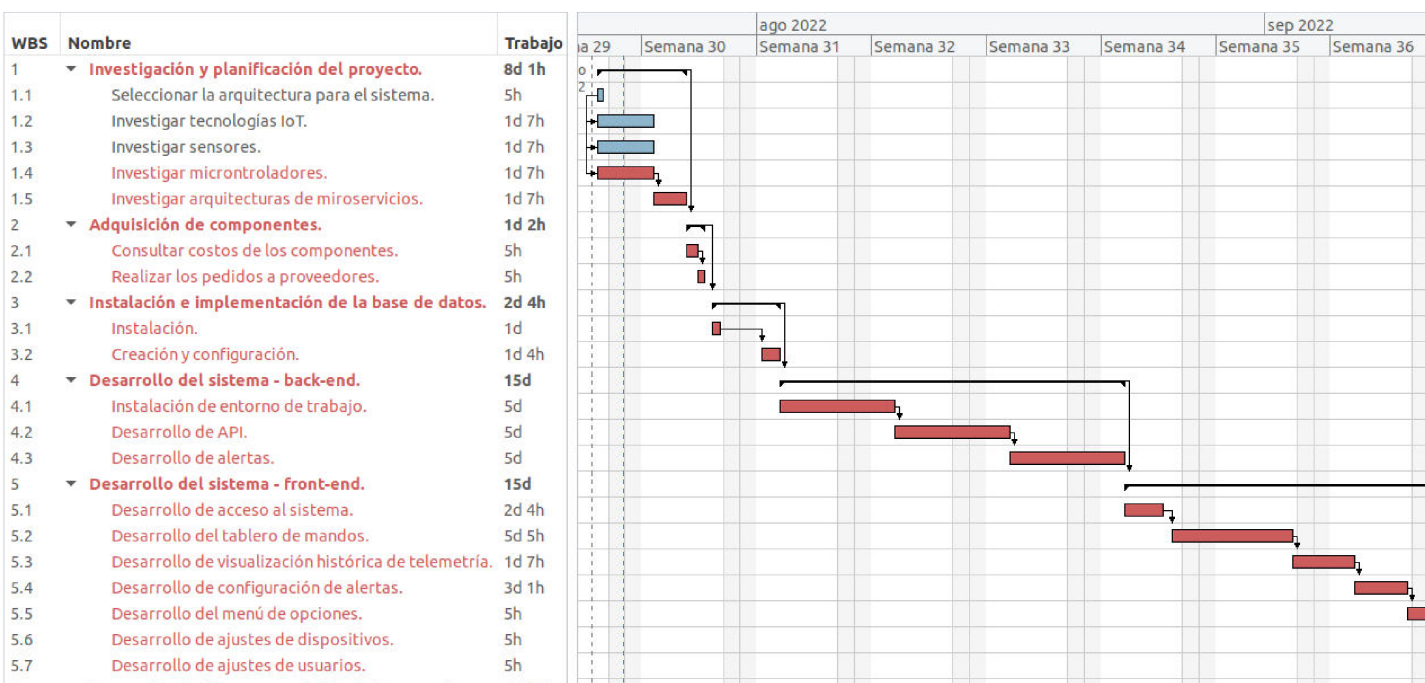 ago 2022 sep 2022
WBS Nombre Trabajo na 29 Semana 30 Semana 31 Semana 32 Semana 33 Semana 34 Semana 35 Semana 36
1 Investigación y planificación del proyecto. 8d 1h
1.1 Seleccionar la arquitectura para el sistema. 5h
1.2 Investigar tecnologías IoT. 1d 7h
1.3 Investigar sensores. 1d 7h
1.4 Investigar microntroladores. 1d 7h
1.5 Investigar arquitecturas de miroservicios. 1d 7h
2 Adquisición de componentes. 1d 2h
2.1 Consultar costos de los componentes. 5h
2.2 Realizar los pedidos a proveedores. 5h
3 Instalación e implementación de la base de datos. 2d 4h
3.1 Instalación. 1d
3.2 Creación y configuración. 1d 4h
4 Desarrollo del sistema - back-end. 15d
4.1 Instalación de entorno de trabajo. 5d
4.2 Desarrollo de API. 5d
4.3 Desarrollo de alertas. 5d
5 Desarrollo del sistema - front-end. 15d
5.1 Desarrollo de acceso al sistema. 2d 4h
5.2 Desarrollo del tablero de mandos. 5d 5h
5.3 Desarrollo de visualización histórica de telemetría. 1d 7h
5.4 Desarrollo de configuración de alertas. 3d 1h
5.5 Desarrollo del menú de opciones. 5h
5.6 Desarrollo de ajustes de dispositivos. 5h
5.7 Desarrollo de ajustes de usuarios. 5h